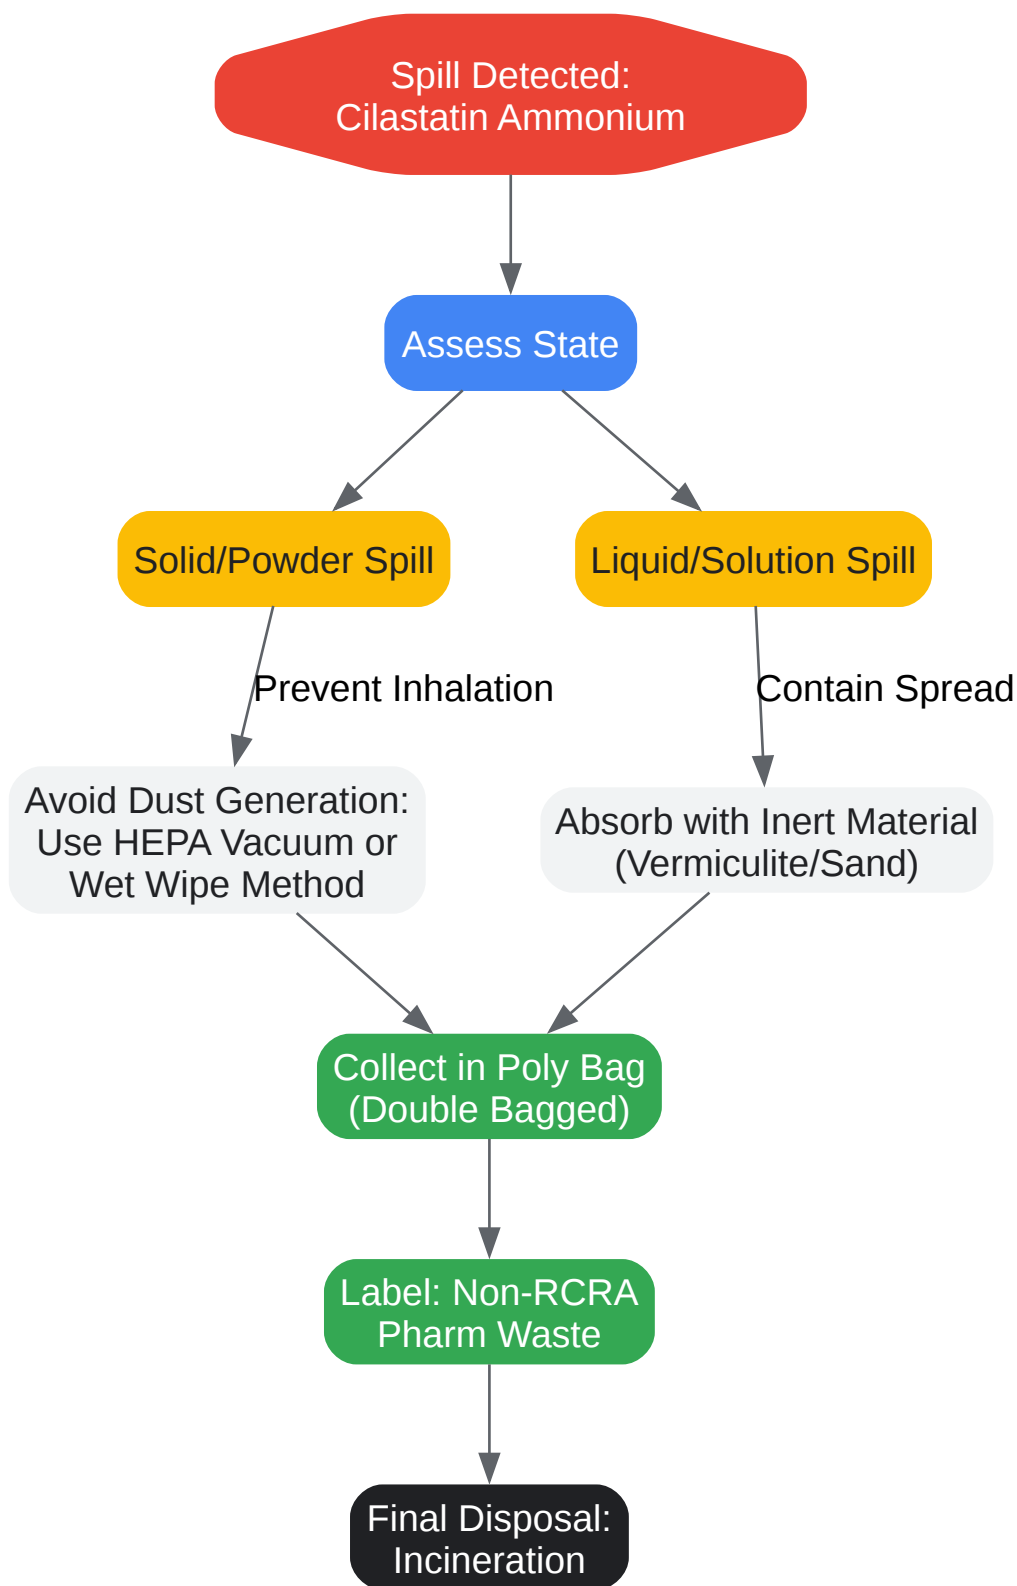 Spill Detected:
Cilastatin Ammonium
Assess State
Solid/Powder Spill
Liquid/Solution Spill
Prevent Inhalation
Contain Spread
Avoid Dust Generation:
Use HEPA Vacuum or
Wet Wipe Method
Absorb with Inert Material
(Vermiculite/Sand)
Collect in Poly Bag
(Double Bagged)
Label: Non-RCRA
Pharm Waste
Final Disposal:
Incineration